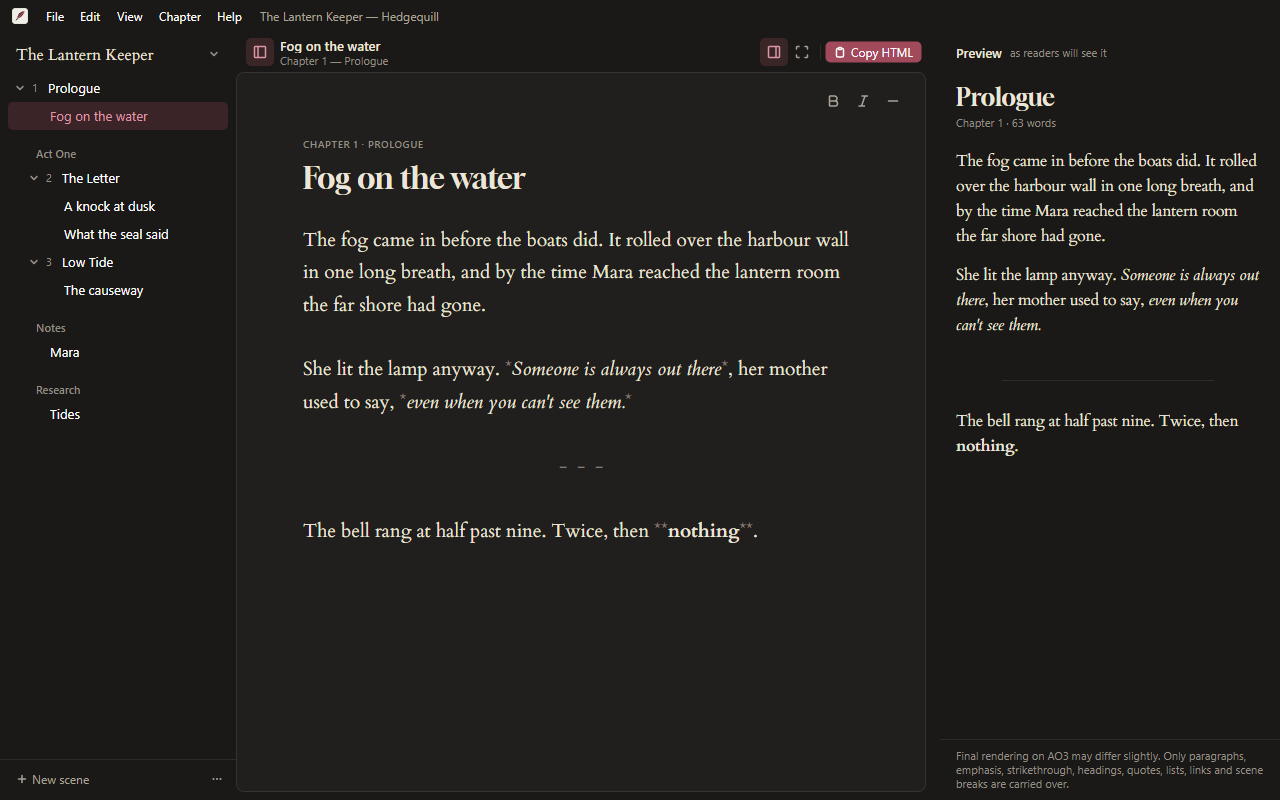 File Edit View Chapter Help The Lantern Keeper — Hedgequill
The Lantern Keeper
1 Prologue
Fog on the water
Act One
2 The Letter
A knock at dusk
What the seal said
3 Low Tide
The causeway
Notes
Mara
Research
Tides
+ New scene ···
Fog on the water
Chapter 1 — Prologue
Copy HTML
B I —
CHAPTER 1 · PROLOGUE
Fog on the water
The fog came in before the boats did. It rolled over the harbour wall
in one long breath, and by the time Mara reached the lantern room
the far shore had gone.
She lit the lamp anyway. *Someone is always out there*, her mother
used to say, *even when you can't see them.*
– – –
The bell rang at half past nine. Twice, then **nothing**.
Preview as readers will see it
Prologue
Chapter 1 · 63 words
The fog came in before the boats did. It rolled
over the harbour wall in one long breath, and
by the time Mara reached the lantern room
the far shore had gone.
She lit the lamp anyway. Someone is always out
there, her mother used to say, even when you
can't see them.
The bell rang at half past nine. Twice, then
nothing.
Final rendering on AO3 may differ slightly. Only paragraphs,
emphasis, strikethrough, headings, quotes, lists, links and scene
breaks are carried over.